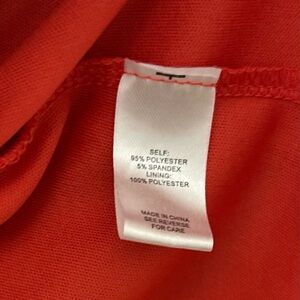 SELF:
95% POLYESTER
5% SPANDEX
LINING:
100% POLYESTER
MADE IN CHINA
SEE REVERSE
FOR CARE